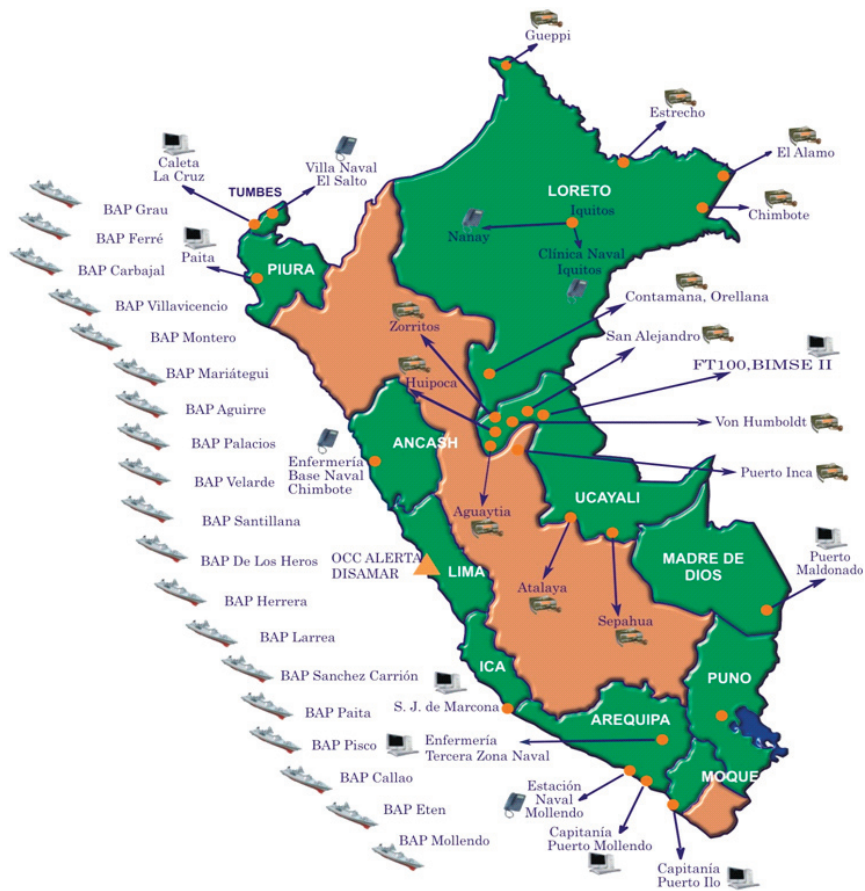 Gueppi
Estrecho
El Alamo
Caleta
La Cruz
Villa Naval
El Salto
TUMBES
LORETO
Chimbote
BAP Grau
Iquitos
BAP Ferré
Nanay
Paita
Clínica Naval
Iquitos
PIURA
BAP Carbajal
Contamana, Orellana
BAP Villavicencio
Zorritos
BAP Montero
San Alejandro
FT100,BIMSE II
BAP Mariátegui
Huipoca
BAP Aguirre
Von Humboldt
BAP Palacios
ANCASH
Enfermería
Base Naval
Chimbote
Puerto Inca
BAP Velarde
UCAYALI
Aguaytia
BAP Santillana
BAP De Los Heros
OCC ALERTA
DISAMAR
LIMA
MADRE DE
DIOS
Puerto
Maldonado
Atalaya
BAP Herrera
Sepahua
BAP Larrea
ICA
PUNO
BAP Sanchez Carrión
S. J. de Marcona
BAP Paita
AREQUIPA
BAP Pisco
Enfermería
Tercera Zona Naval
BAP Callao
MOQUE
Estación
Naval
Mollendo
BAP Eten
Capitanía
Puerto Mollendo
BAP Mollendo
Capitanía
Puerto Ilo